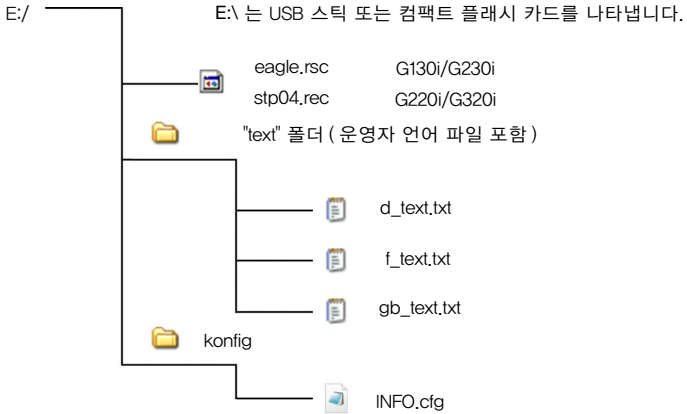 E:/ E:\ 는 USB 스틱 또는 컴팩트 플래시 카드를 나타냅니다.
eagle.rsc G130i/G230i
stp04.rec G220i/G320i
"text" 폴더 ( 운영자 언어 파일 포함 )
d_text.txt
f_text.txt
gb_text.txt
konfig
INFO.cfg